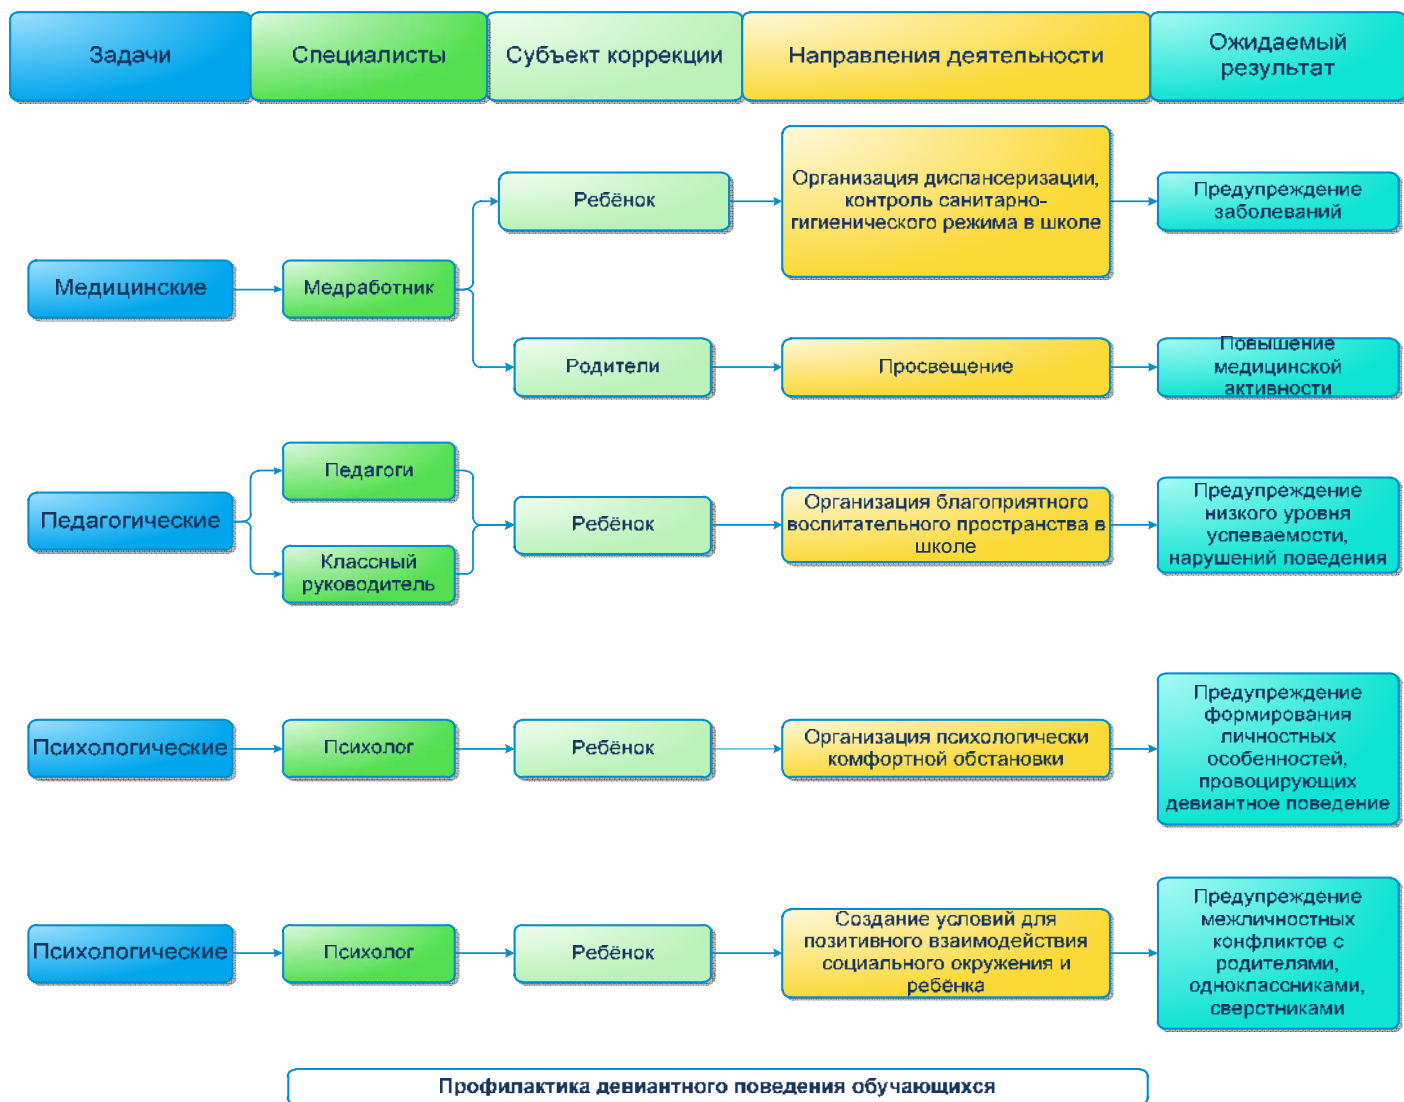 Задачи
Специалисты
Субъект коррекции
Направления деятельности
Ожидаемый
результат
Медицинские
Медработник
Ребёнок
Организация диспансеризации,
контроль санитарно-
гигиенического режима в школе
Предупреждение
заболеваний
Родители
Просвещение
Повышение
медицинской
активности
Педагогические
Педагоги
Классный
руководитель
Ребёнок
Организация благоприятного
воспитательного пространства в
школе
Предупреждение
низкого уровня
успеваемости,
нарушений поведения
Психологические
Психолог
Ребёнок
Организация психологически
комфортной обстановки
Предупреждение
формирования
личностных
особенностей,
провоцирующих
девиантное поведение
Психологические
Психолог
Ребёнок
Создание условий для
позитивного взаимодействия
социального окружения и
ребёнка
Предупреждение
межличностных
конфликтов с
родителями,
одноклассниками,
сверстниками
Профилактика девиантного поведения обучающихся